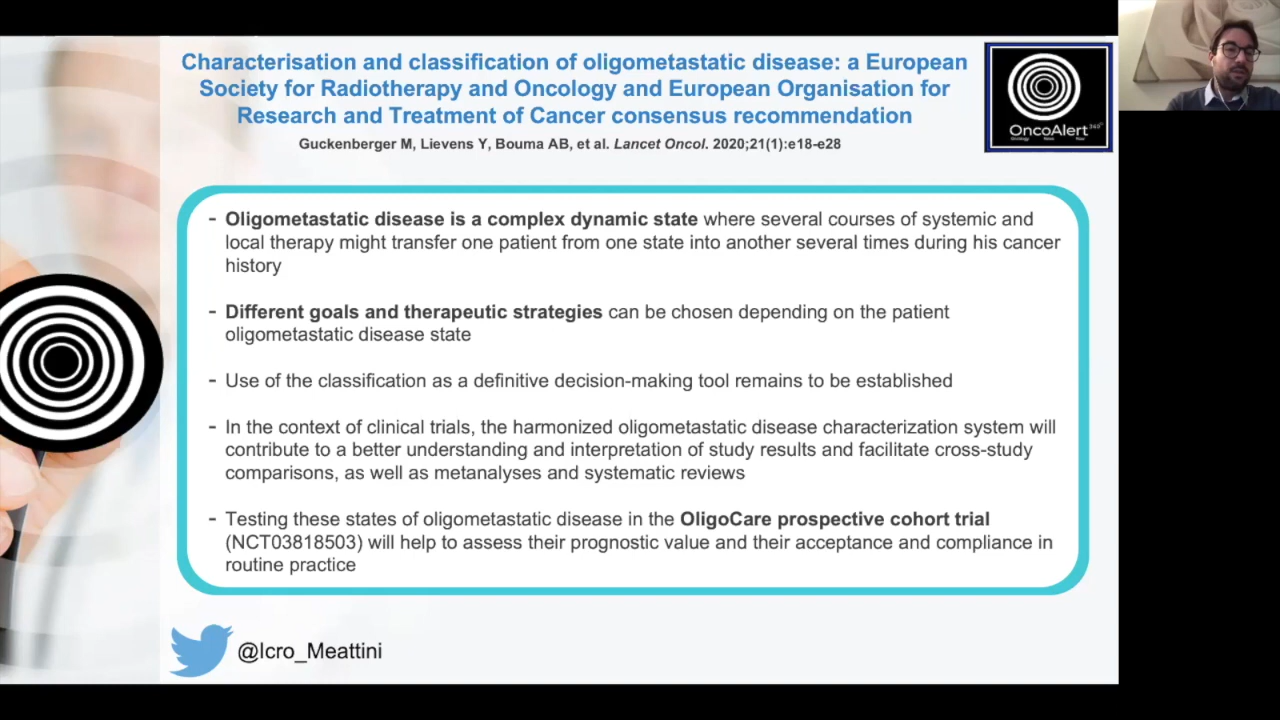 Characterisation and classification of oligometastatic disease: a European
Society for Radiotherapy and Oncology and European Organisation for
Research and Treatment of Cancer consensus recommendation
Guckenberger M, Lievens Y, Bouma AB, et al. Lancet Oncol. 2020;21(1):e18-e28
OncoAlert
- Oligometastatic disease is a complex dynamic state where several courses of systemic and
local therapy might transfer one patient from one state into another several times during his cancer
history
- Different goals and therapeutic strategies can be chosen depending on the patient
oligometastatic disease state
- Use of the classification as a definitive decision-making tool remains to be established
- In the context of clinical trials, the harmonized oligometastatic disease characterization system will
contribute to a better understanding and interpretation of study results and facilitate cross-study
comparisons, as well as metanalyses and systematic reviews
- Testing these states of oligometastatic disease in the OligoCare prospective cohort trial
(NCT03818503) will help to assess their prognostic value and their acceptance and compliance in
routine practice
@Icro_Meattini